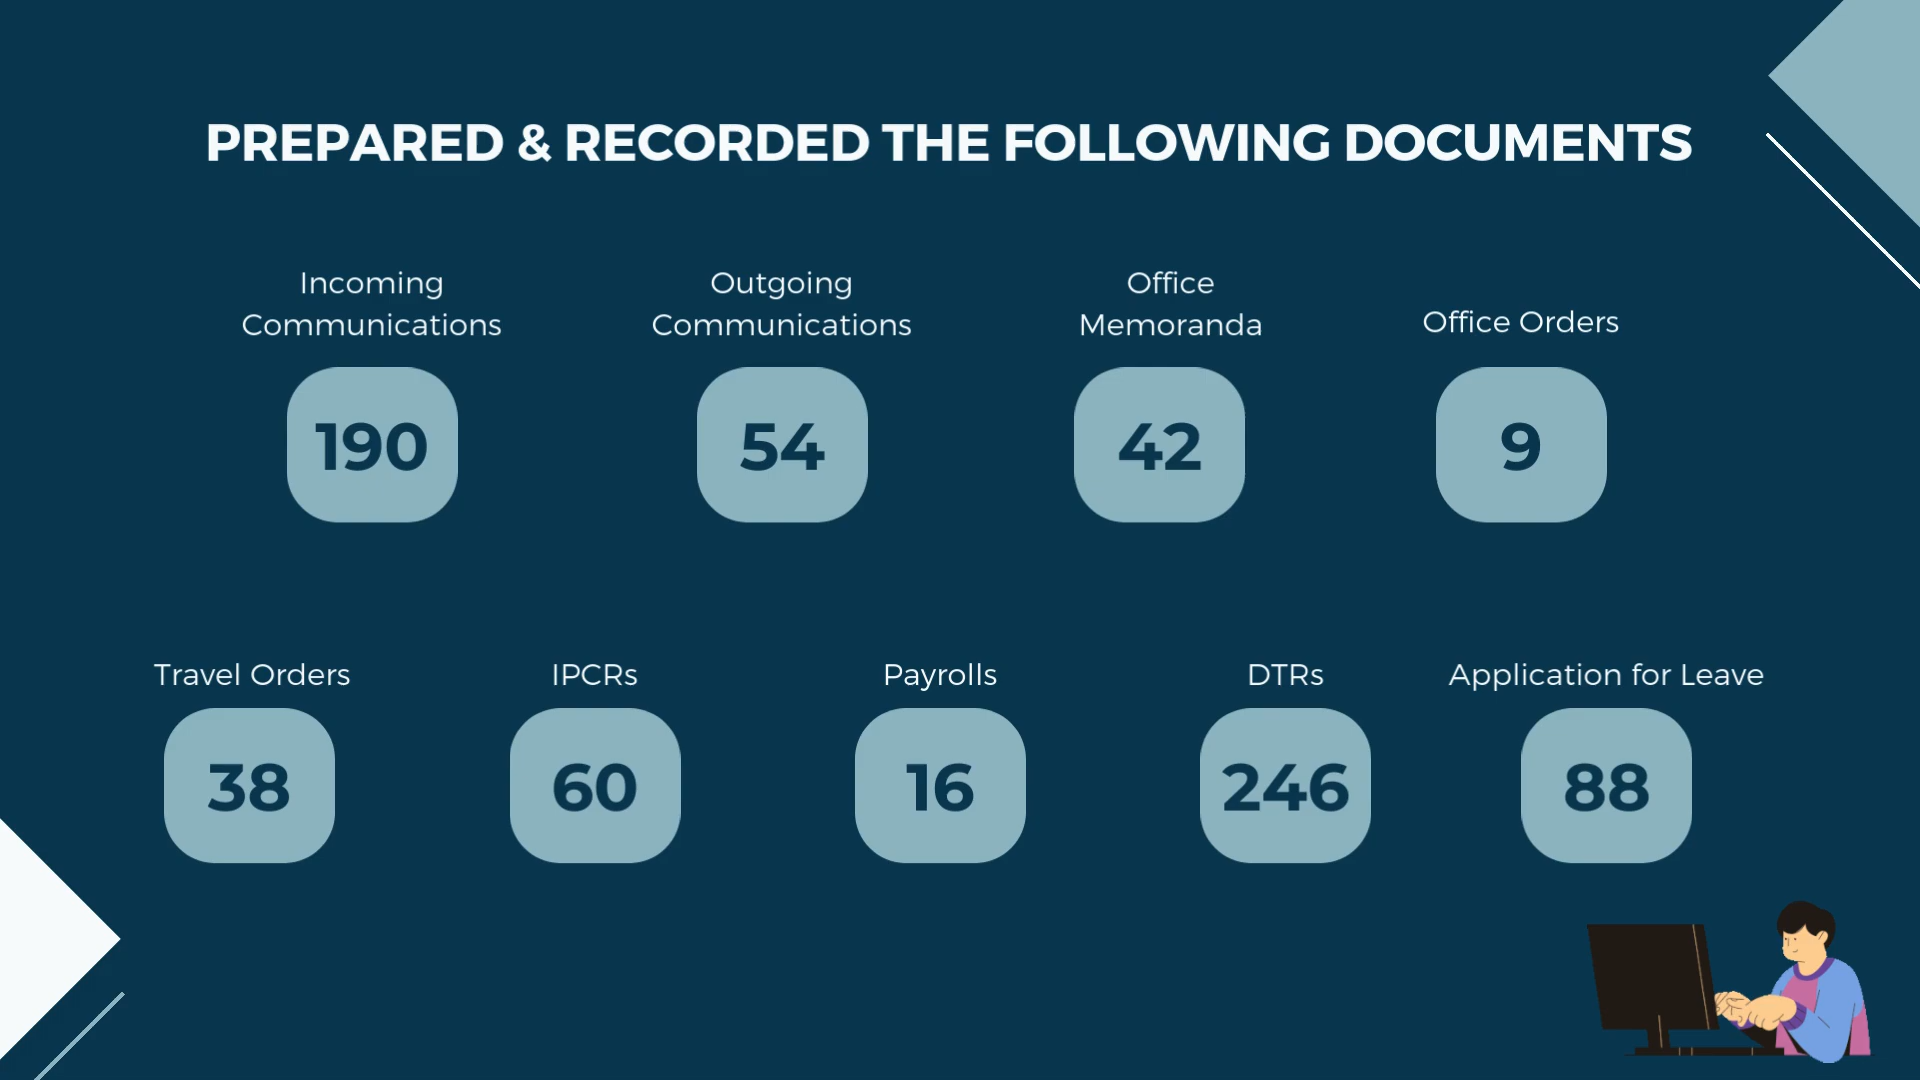 PREPARED & RECORDED THE FOLLOWING DOCUMENTS
Incoming
Communications
190
Outgoing
Communications
54
Office
Memoranda
42
Office Orders
9
Travel Orders
38
IPCRs
60
Payrolls
16
DTRs
246
Application for Leave
88